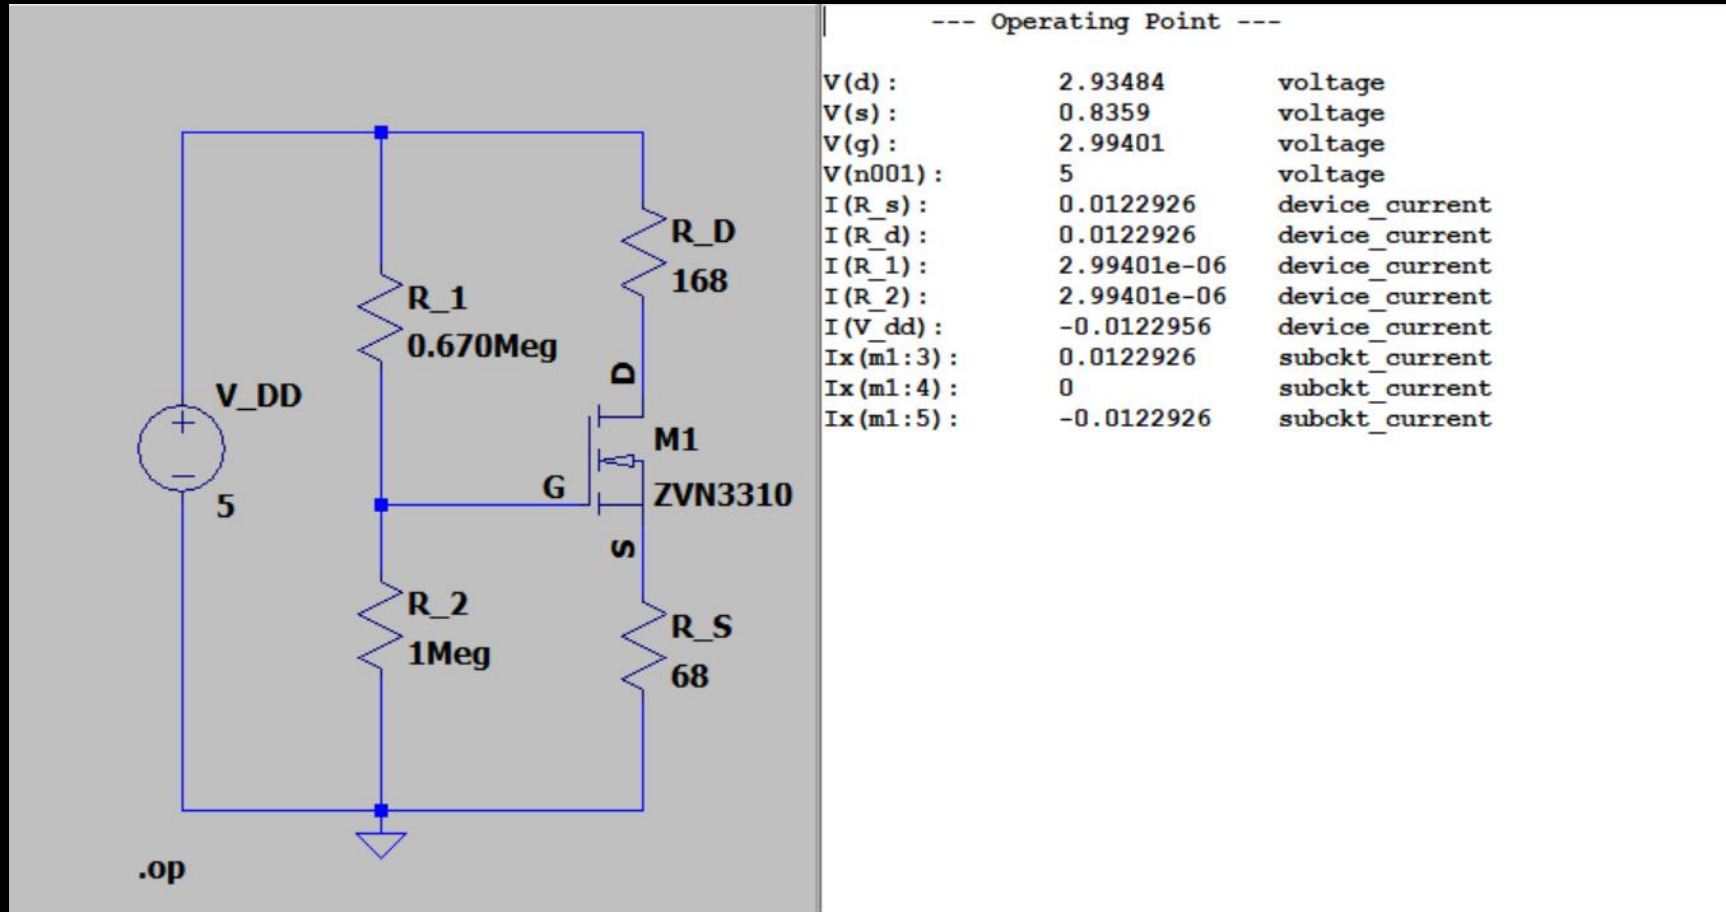 R_D
168
R_1
0.670Meg
D
V_DD
5
M1
G
ZVN3310
S
R_2
1Meg
R_S
68
.op
--- Operating Point ---
V(d): 2.93484 voltage
V(s): 0.8359 voltage
V(g): 2.99401 voltage
V(n001): 5 voltage
I(R_s): 0.0122926 device_current
I(R_d): 0.0122926 device_current
I(R_1): 2.99401e-06 device_current
I(R_2): 2.99401e-06 device_current
I(V_dd): -0.0122956 device_current
Ix(m1:3): 0.0122926 subckt_current
Ix(m1:4): 0 subckt_current
Ix(m1:5): -0.0122926 subckt_current